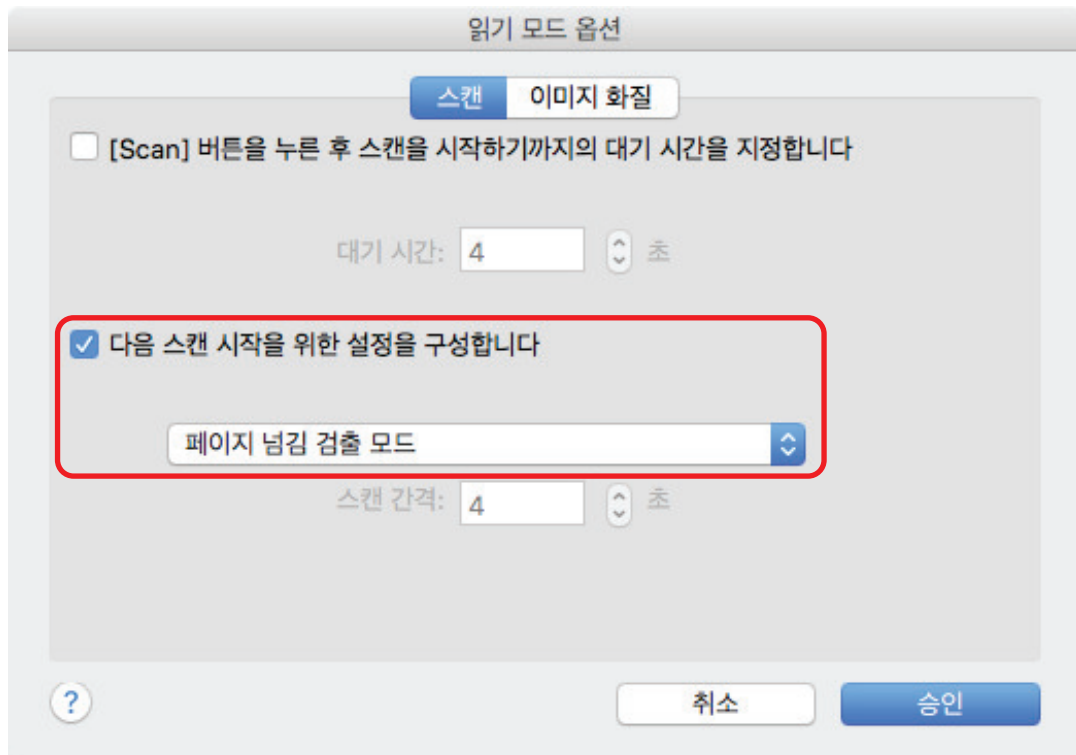 읽기 모드 옵션
스캔 이미지 화질
[Scan] 버튼을 누른 후 스캔을 시작하기까지의 대기 시간을 지정합니다
대기 시간: 4 초
다음 스캔 시작을 위한 설정을 구성합니다
페이지 넘김 검출 모드
스캔 간격: 4 초
? 취소 승인